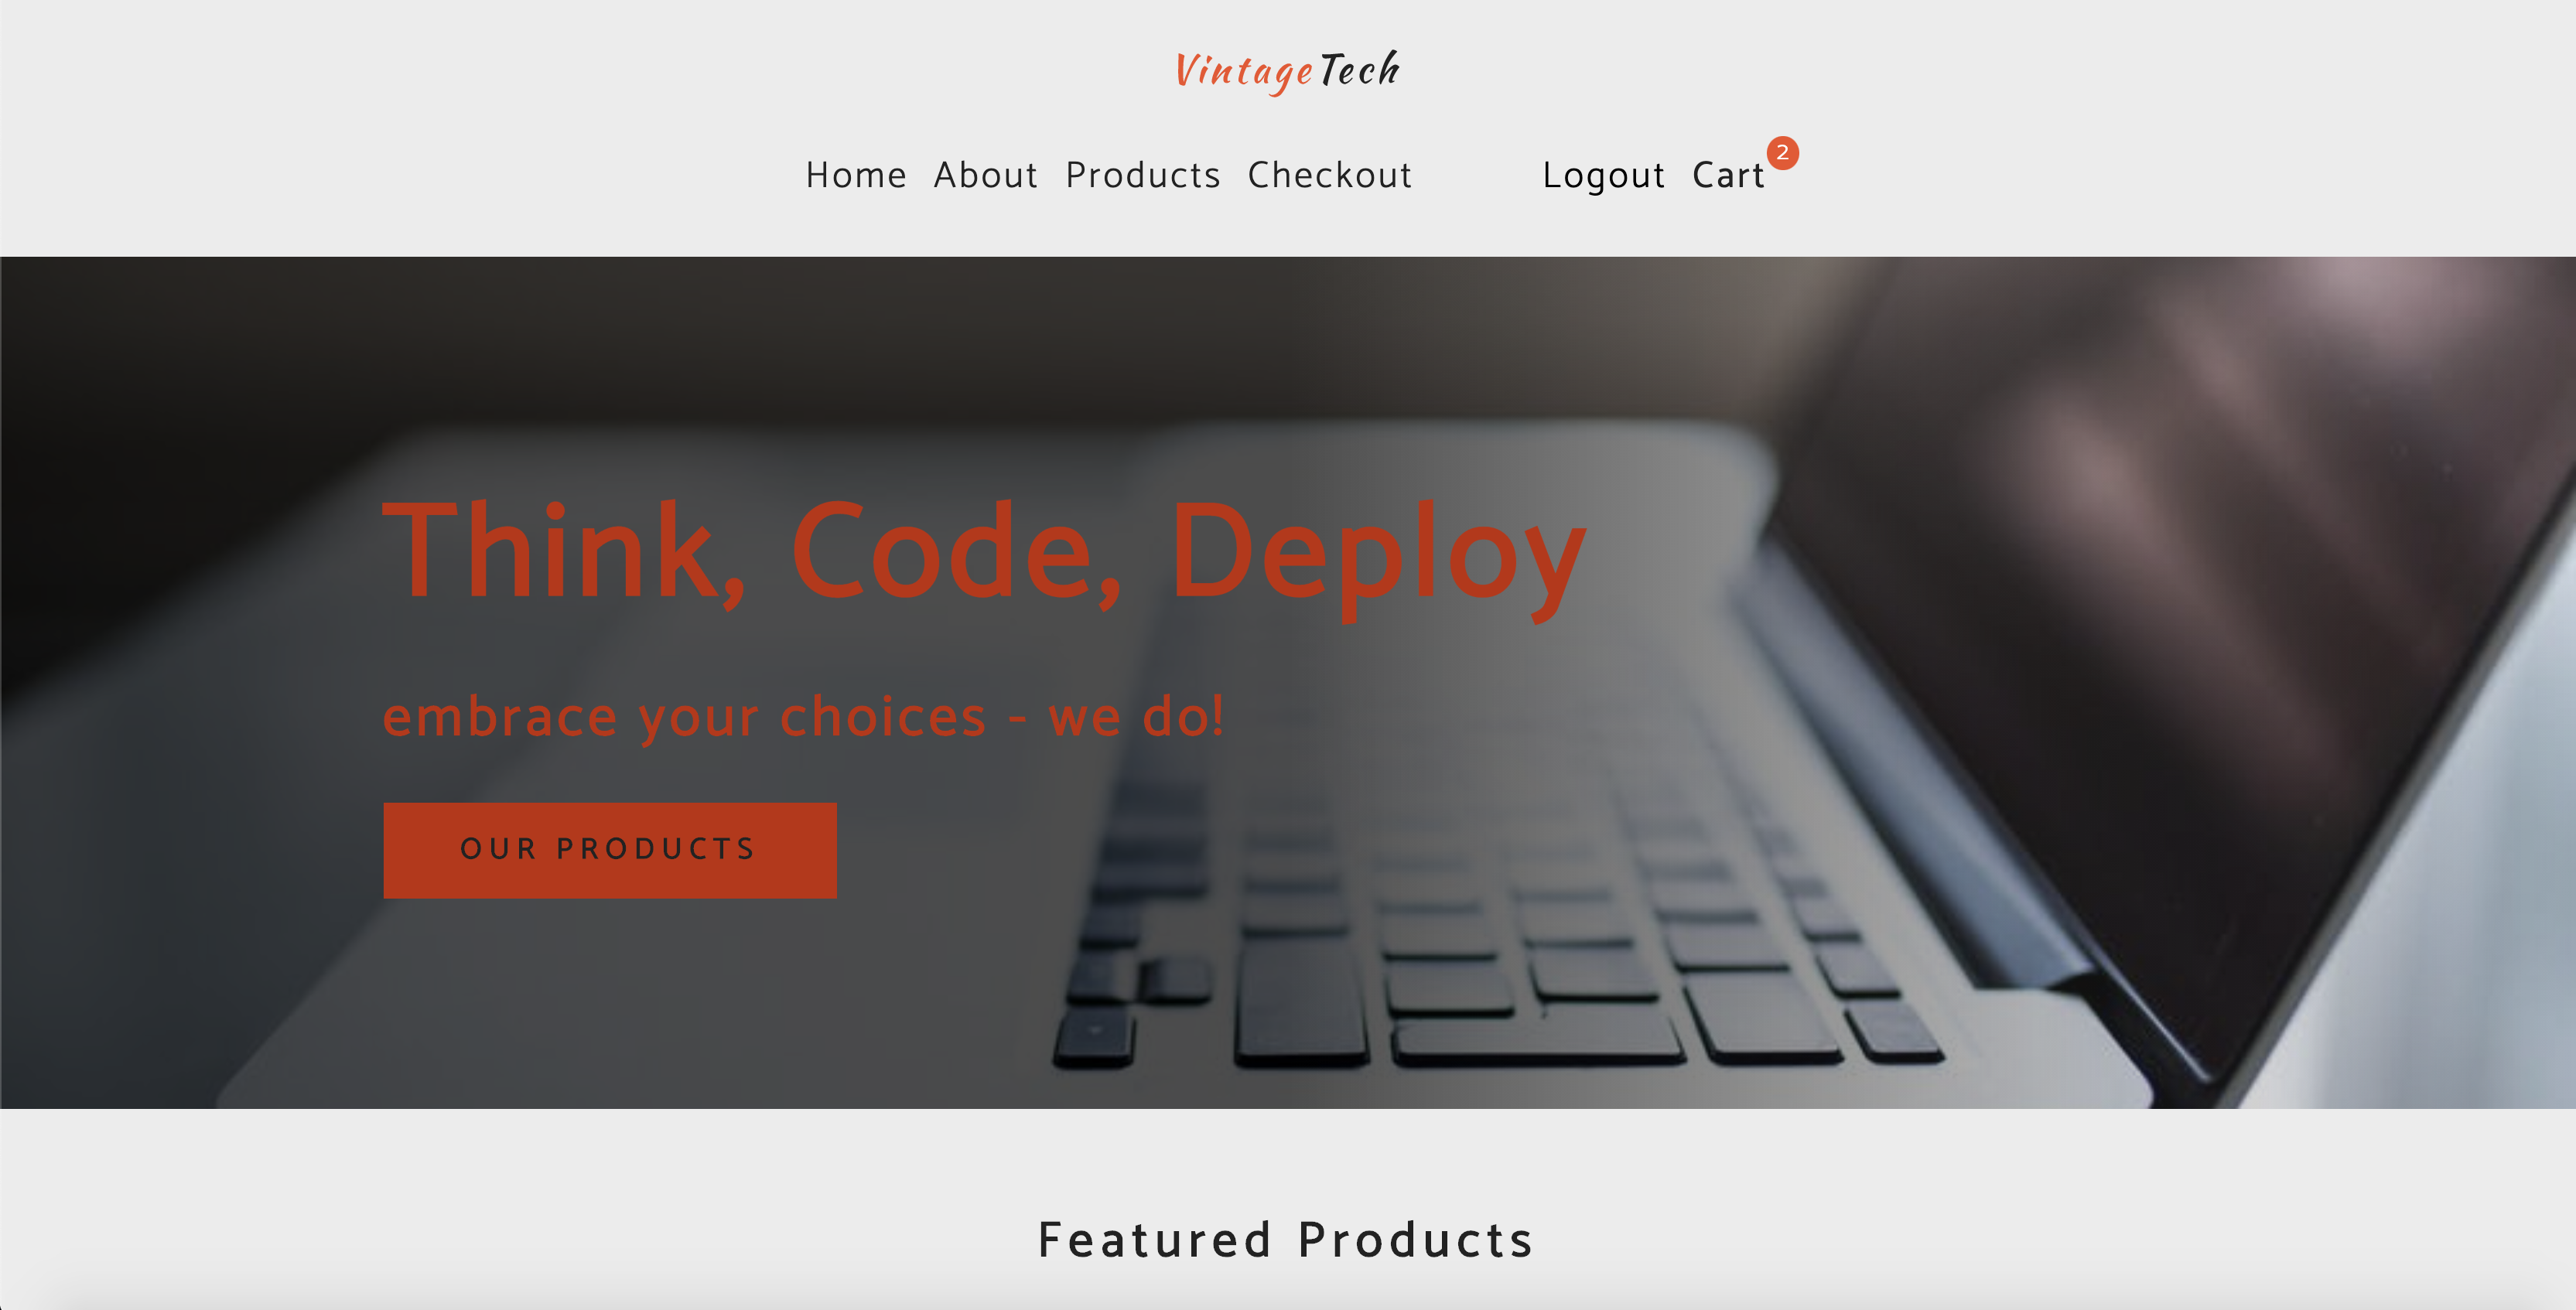 VintageTech
Home About Products Checkout Logout Cart 2
Think, Code, Deploy
embrace your choices - we do!
OUR PRODUCTS
Featured Products